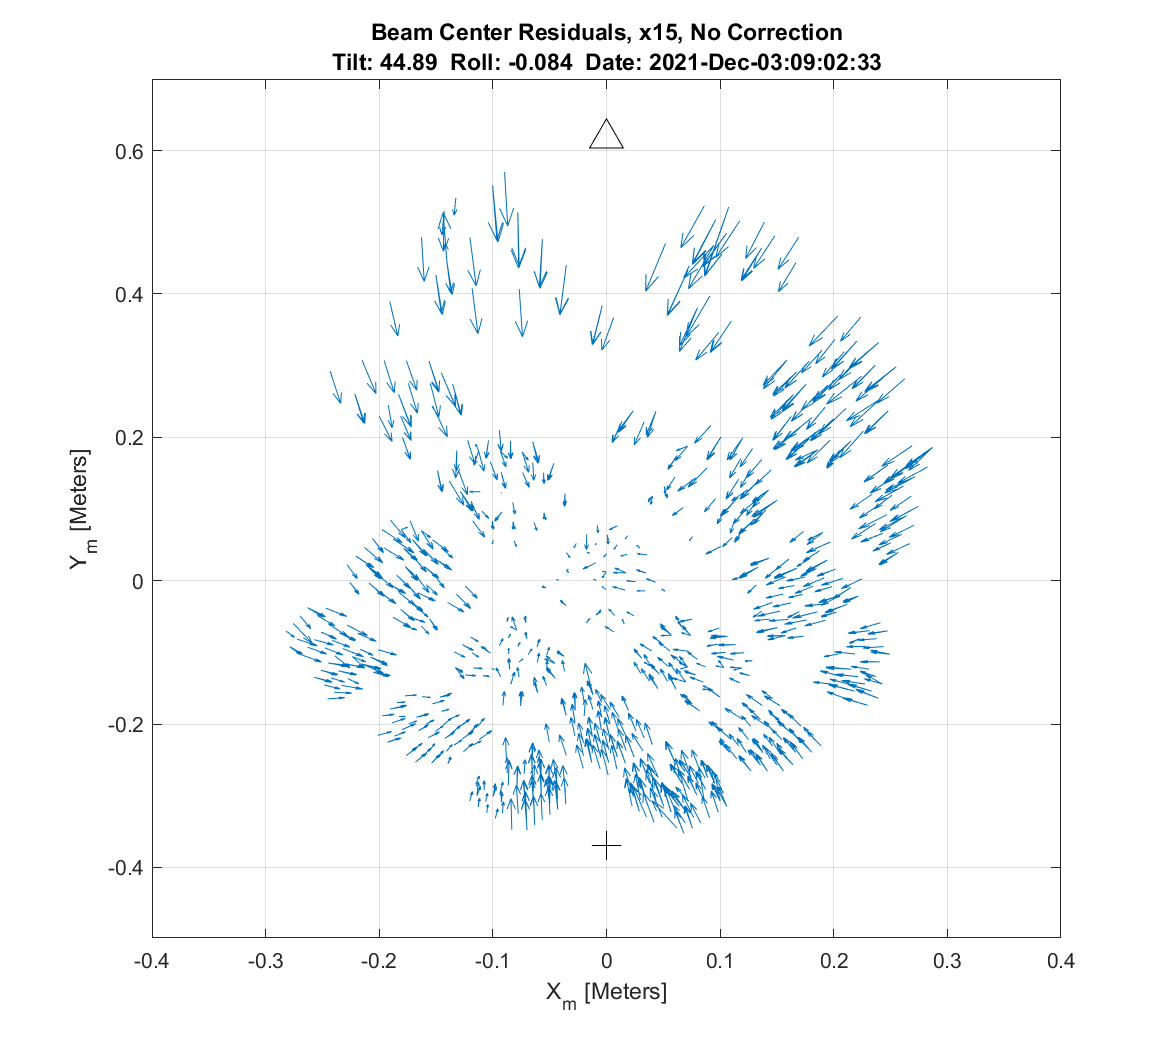 Beam Center Residuals, x15, No Correction
Tilt: 44.89  Roll: -0.084  Date: 2021-Dec-03:09:02:33
0.6
0.4
0.2
0
-0.2
-0.4
Y_m [Meters]
-0.4 -0.3 -0.2 -0.1 0 0.1 0.2 0.3 0.4
X_m [Meters]